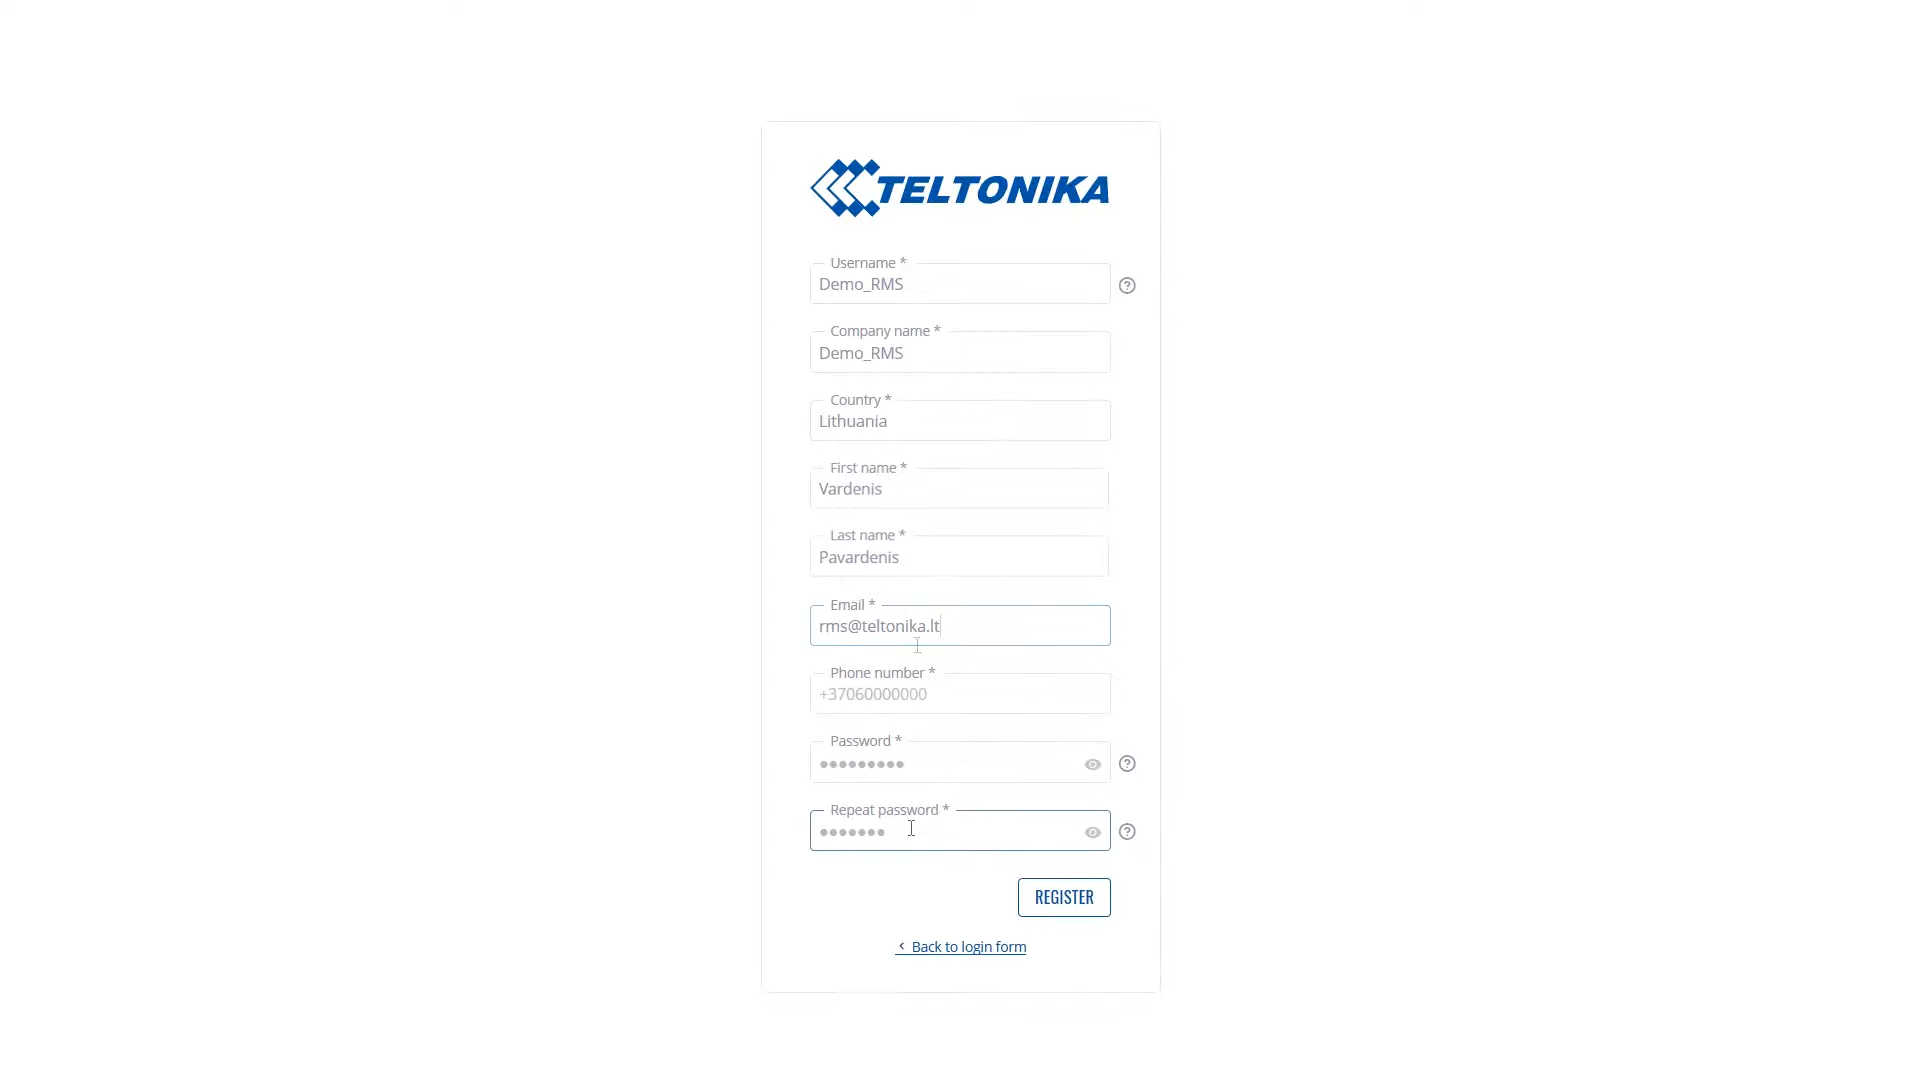 TELTONIKA
Username *
Demo_RMS
Company name *
Demo_RMS
Country *
Lithuania
First name *
Vardenis
Last name *
Pavardenis
Email *
rms@teltonika.lt
Phone number *
+37060000000
Password *
●●●●●●●●●
Repeat password *
●●●●●●●
REGISTER
Back to login form